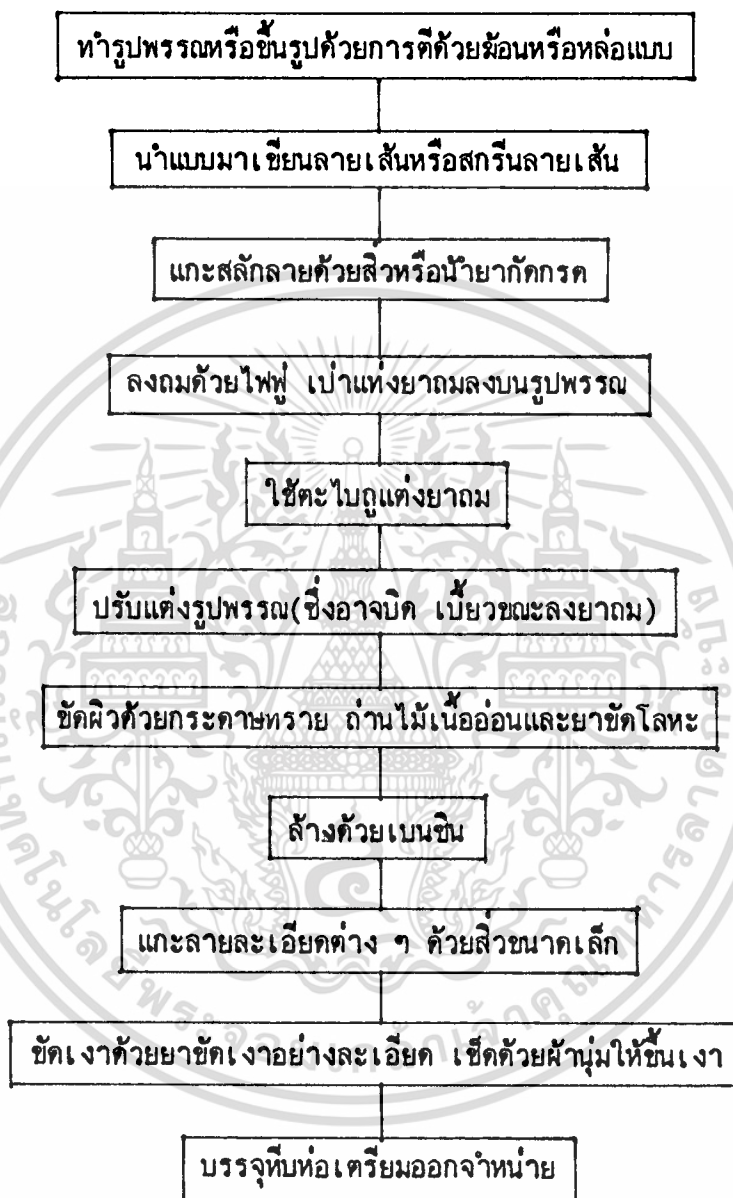 ทำรูปพรรณหรือขึ้นรูปด้วยการตีด้วยฆ้อนหรือหล่อแบบ
นำแบบมาเขียนลายเส้นหรือสกรีนลายเส้น
แกะสลักลายด้วยสิ่วหรือน้ำยากัดกรด
ลงถมด้วยไฟฟู่ เป่าแท่งยาถมลงบนรูปพรรณ
ใช้ตะไบถูแต่งยาถม
ปรับแต่งรูปพรรณ(ซึ่งอาจบิด เบี้ยวขณะลงยาถม)
ขัดผิวด้วยกระดาษทราย ถ่านไม้เนื้ออ่อนและยาขัดโลหะ
ล้างด้วยเบนซิน
แกะลายละเอียดต่าง ๆ ด้วยสิ่วขนาดเล็ก
ขัดเงาด้วยยาขัดเงาอย่างละเอียด เช็ดด้วยผ้านุ่มให้ขึ้นเงา
บรรจุหีบห่อเตรียมออกจำหน่าย